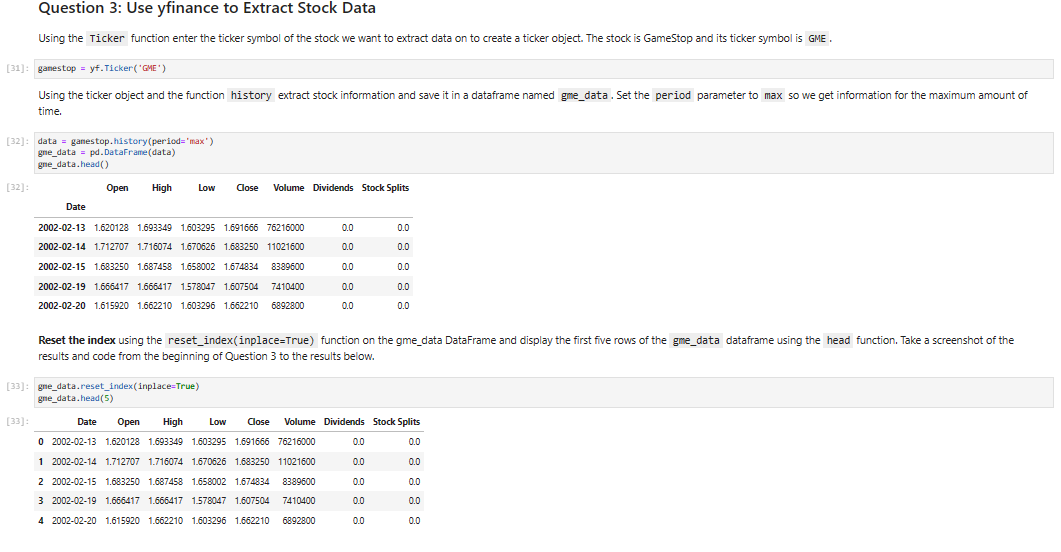 Question 3: Use yfinance to Extract Stock Data
Using the Ticker function enter the ticker symbol of the stock we want to extract data on to create a ticker object. The stock is GameStop and its ticker symbol is GME .
[31]: gamestop = yf.Ticker('GME')
Using the ticker object and the function history extract stock information and save it in a dataframe named gme_data . Set the period parameter to max so we get information for the maximum amount of
time.
[32]: data = gamestop.history(period='max')
gme_data = pd.DataFrame(data)
gme_data.head()
[32]: Open High Low Close Volume Dividends Stock Splits
Date
2002-02-13 1.620128 1.693349 1.603295 1.691666 76216000 0.0 0.0
2002-02-14 1.712707 1.716074 1.670626 1.683250 11021600 0.0 0.0
2002-02-15 1.683250 1.687458 1.658002 1.674834 8389600 0.0 0.0
2002-02-19 1.666417 1.666417 1.578047 1.607504 7410400 0.0 0.0
2002-02-20 1.615920 1.662210 1.603296 1.662210 6892800 0.0 0.0
Reset the index using the reset_index(inplace=True) function on the gme_data DataFrame and display the first five rows of the gme_data dataframe using the head function. Take a screenshot of the
results and code from the beginning of Question 3 to the results below.
[33]: gme_data.reset_index(inplace=True)
gme_data.head(5)
[33]: Date Open High Low Close Volume Dividends Stock Splits
0 2002-02-13 1.620128 1.693349 1.603295 1.691666 76216000 0.0 0.0
1 2002-02-14 1.712707 1.716074 1.670626 1.683250 11021600 0.0 0.0
2 2002-02-15 1.683250 1.687458 1.658002 1.674834 8389600 0.0 0.0
3 2002-02-19 1.666417 1.666417 1.578047 1.607504 7410400 0.0 0.0
4 2002-02-20 1.615920 1.662210 1.603296 1.662210 6892800 0.0 0.0